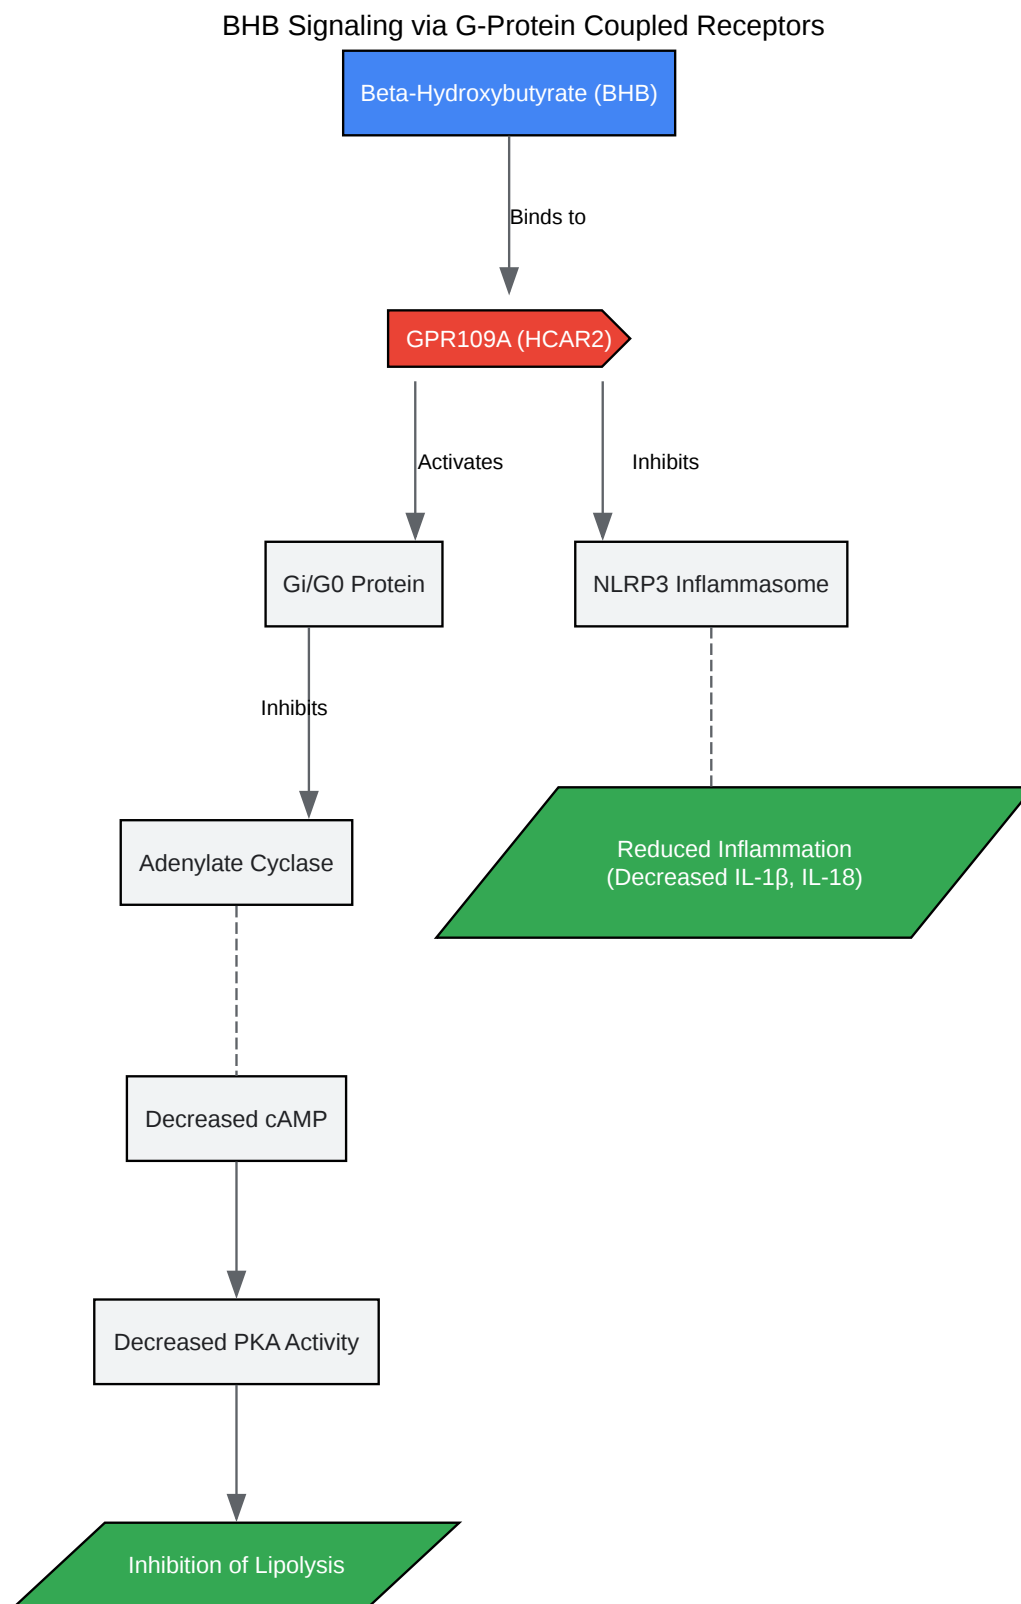 BHB Signaling via G-Protein Coupled Receptors
Beta-Hydroxybutyrate (BHB)
Binds to
GPR109A (HCAR2)
Activates
Inhibits
Gi/G0 Protein
NLRP3 Inflammasome
Inhibits
Reduced Inflammation
(Decreased IL-1β, IL-18)
Adenylate Cyclase
Decreased cAMP
Decreased PKA Activity
Inhibition of Lipolysis